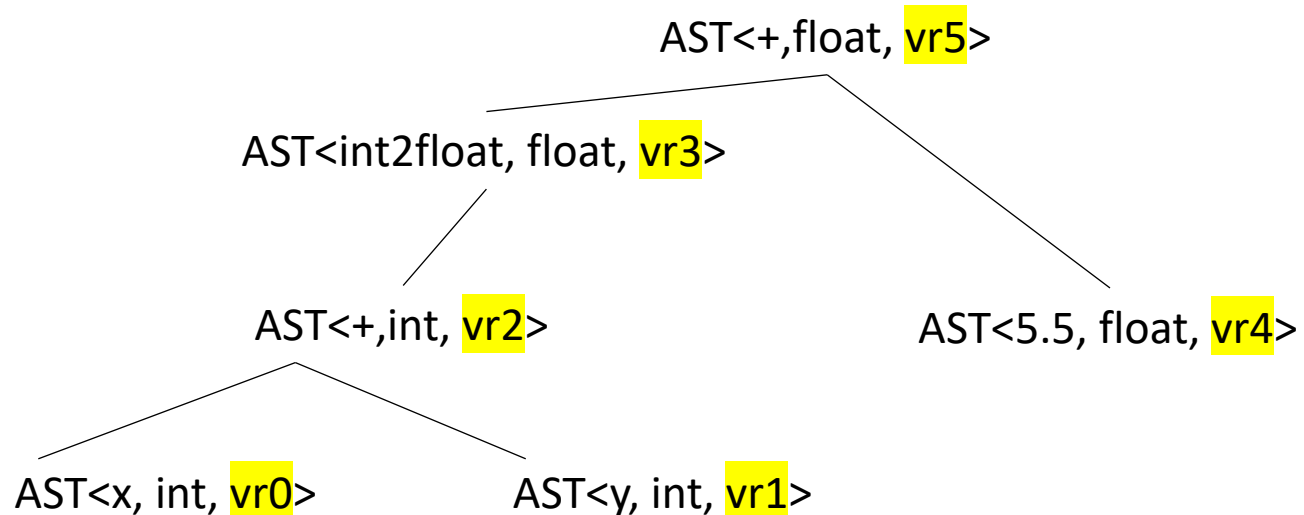 AST<+,float, vr5>
AST<int2float, float, vr3>
AST<+,int, vr2>
AST<5.5, float, vr4>
AST<x, int, vr0>
AST<y, int, vr1>